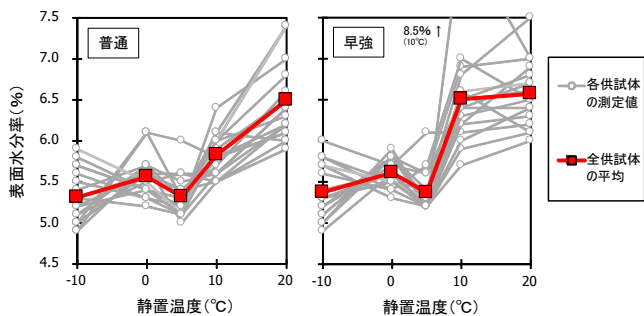 普通
早強
8.5% ↑
(10℃)
表面水分率(%)
7.5
7.0
6.5
6.0
5.5
5.0
4.5
-10
0
5
10
20
静置温度(℃)
-10
0
5
10
20
静置温度(℃)
各供試体
の測定値
全供試体
の平均